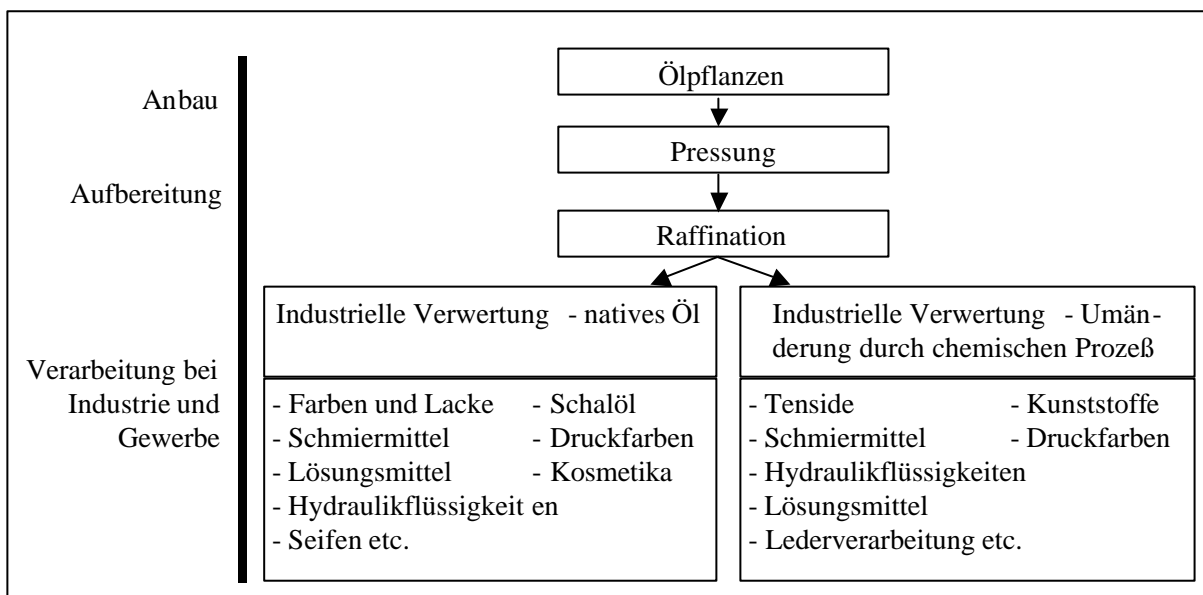 Ölpflanzen
Anbau
Pressung
Aufbereitung
Raffination
Industrielle Verwertung - natives Öl
Industrielle Verwertung - Umän-
derung durch chemischen Prozeß
Verarbeitung bei
Industrie und
Gewerbe
- Farben und Lacke - Schalöl
- Schmiermittel - Druckfarben
- Lösungsmittel - Kosmetika
- Hydraulikflüssigkeit en
- Seifen etc.
- Tenside - Kunststoffe
- Schmiermittel - Druckfarben
- Hydraulikflüssigkeiten
- Lösungsmittel
- Lederverarbeitung etc.